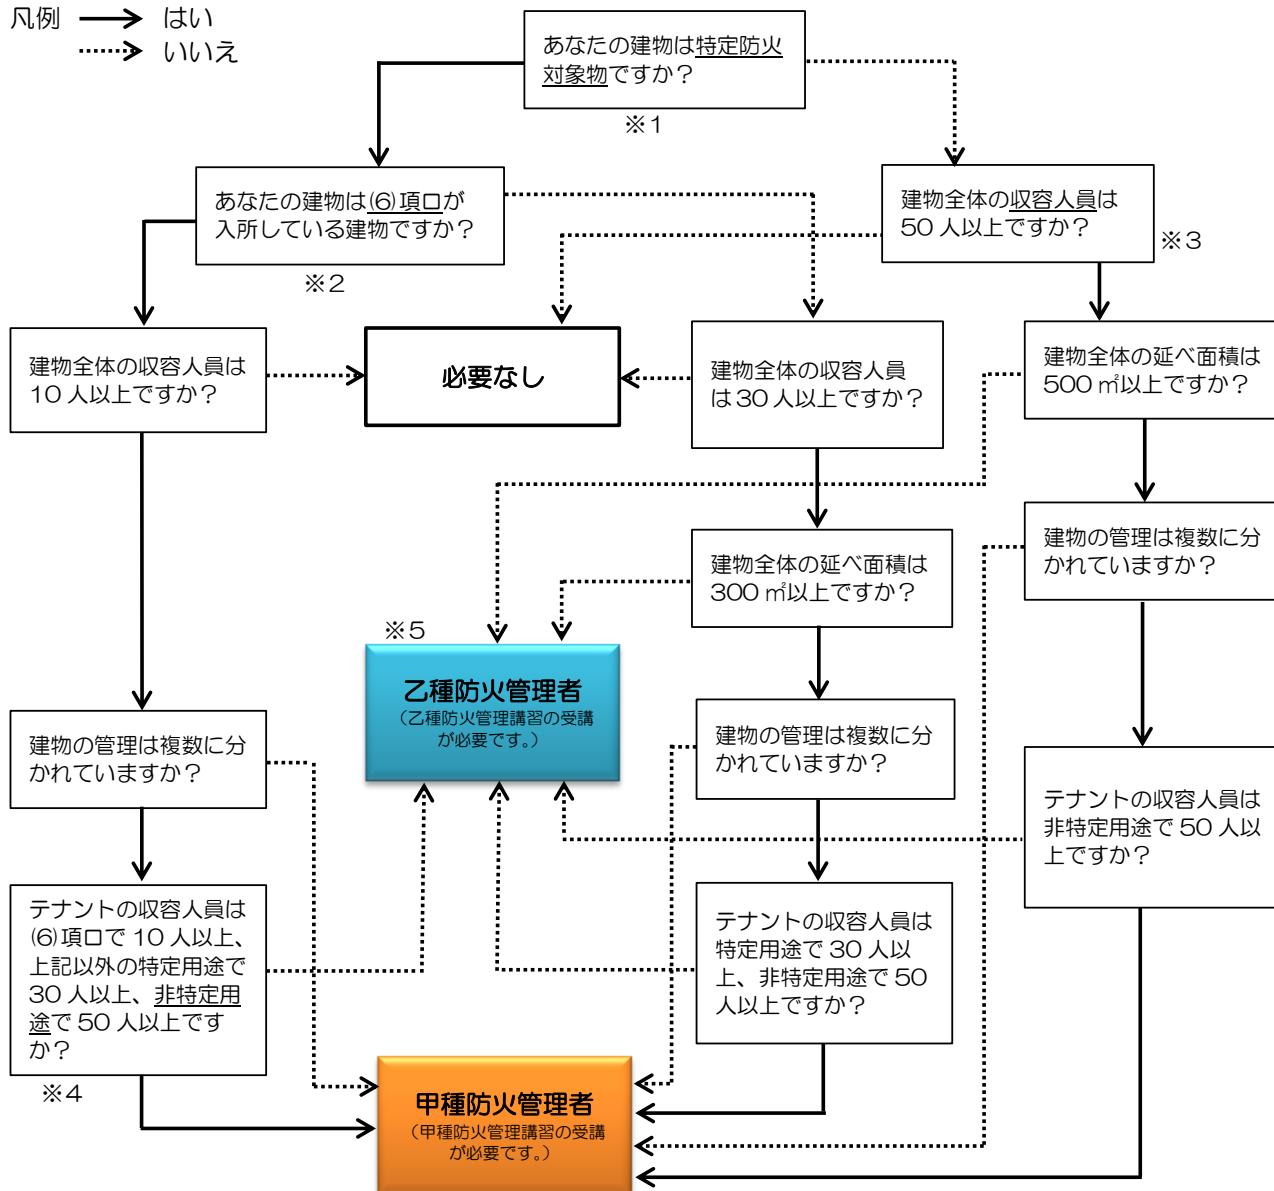 凡例 はい
いいえ
あなたの建物は特定防火
対象物ですか？
※1
あなたの建物は(6)項ロが
入所している建物ですか？
※2
建物全体の収容人員は
50人以上ですか？
※3
建物全体の収容人員は
10人以上ですか？
必要なし
建物全体の収容人員
は30人以上ですか？
建物全体の延べ面積は
500㎡以上ですか？
建物全体の延べ面積は
300㎡以上ですか？
建物の管理は複数に分
かれていますか？
※5
乙種防火管理者
（乙種防火管理講習の受講
が必要です。）
建物の管理は複数に分
かれていますか？
建物の管理は複数に分
かれていますか？
テナントの収容人員は
非特定用途で50人以
上ですか？
テナントの収容人員は
(6)項ロで10人以上、
上記以外の特定用途で
30人以上、非特定用
途で50人以上です
か？
※4
テナントの収容人員は
特定用途で30人以
上、非特定用途で50
人以上ですか？
甲種防火管理者
（甲種防火管理講習の受講
が必要です。）